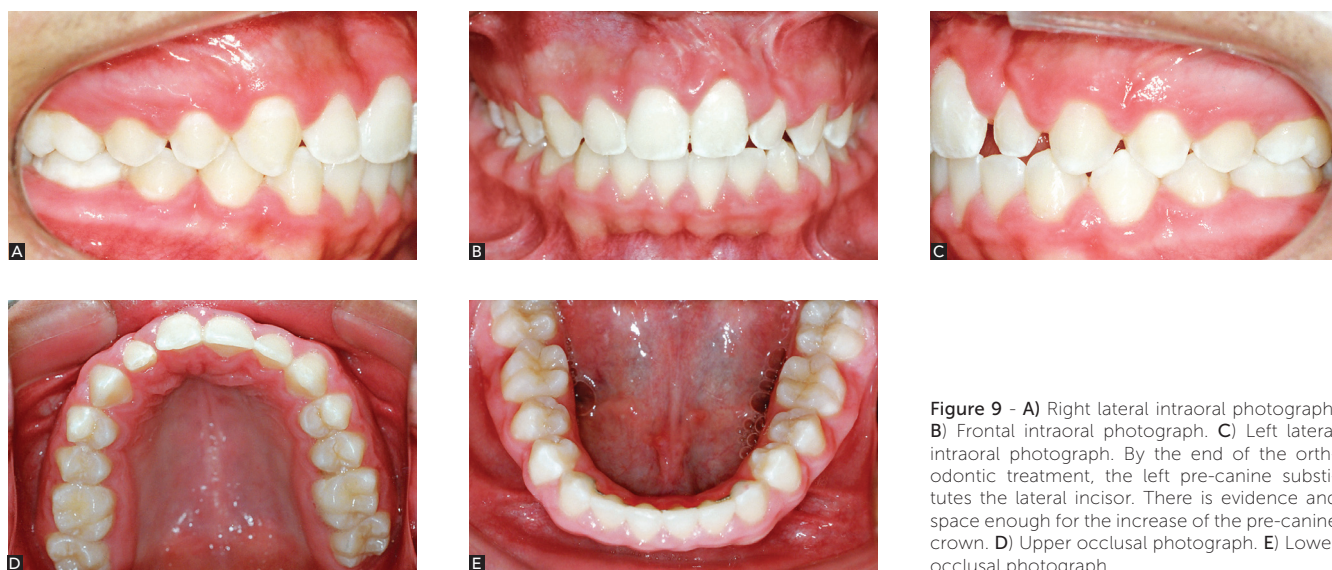 A
B
C
D
E
Figure 9 - A) Right lateral intraoral photograph
B) Frontal intraoral photograph. C) Left latera
intraoral photograph. By the end of the orth
odontic treatment, the left pre-canine substi
tutes the lateral incisor. There is evidence and
space enough for the increase of the pre-canine
crown. D) Upper occlusal photograph. E) Lowe
occlusal photograph